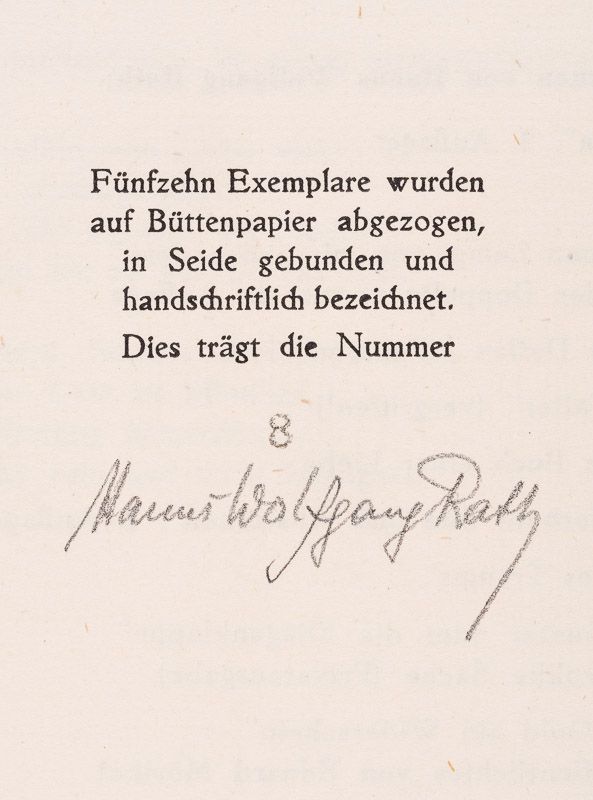 Fünfzehn Exemplare wurden
auf Büttenpapier abgezogen,
in Seide gebunden und
handschriftlich bezeichnet.
Dies trägt die Nummer
8
Hanns Wolfgang Rath